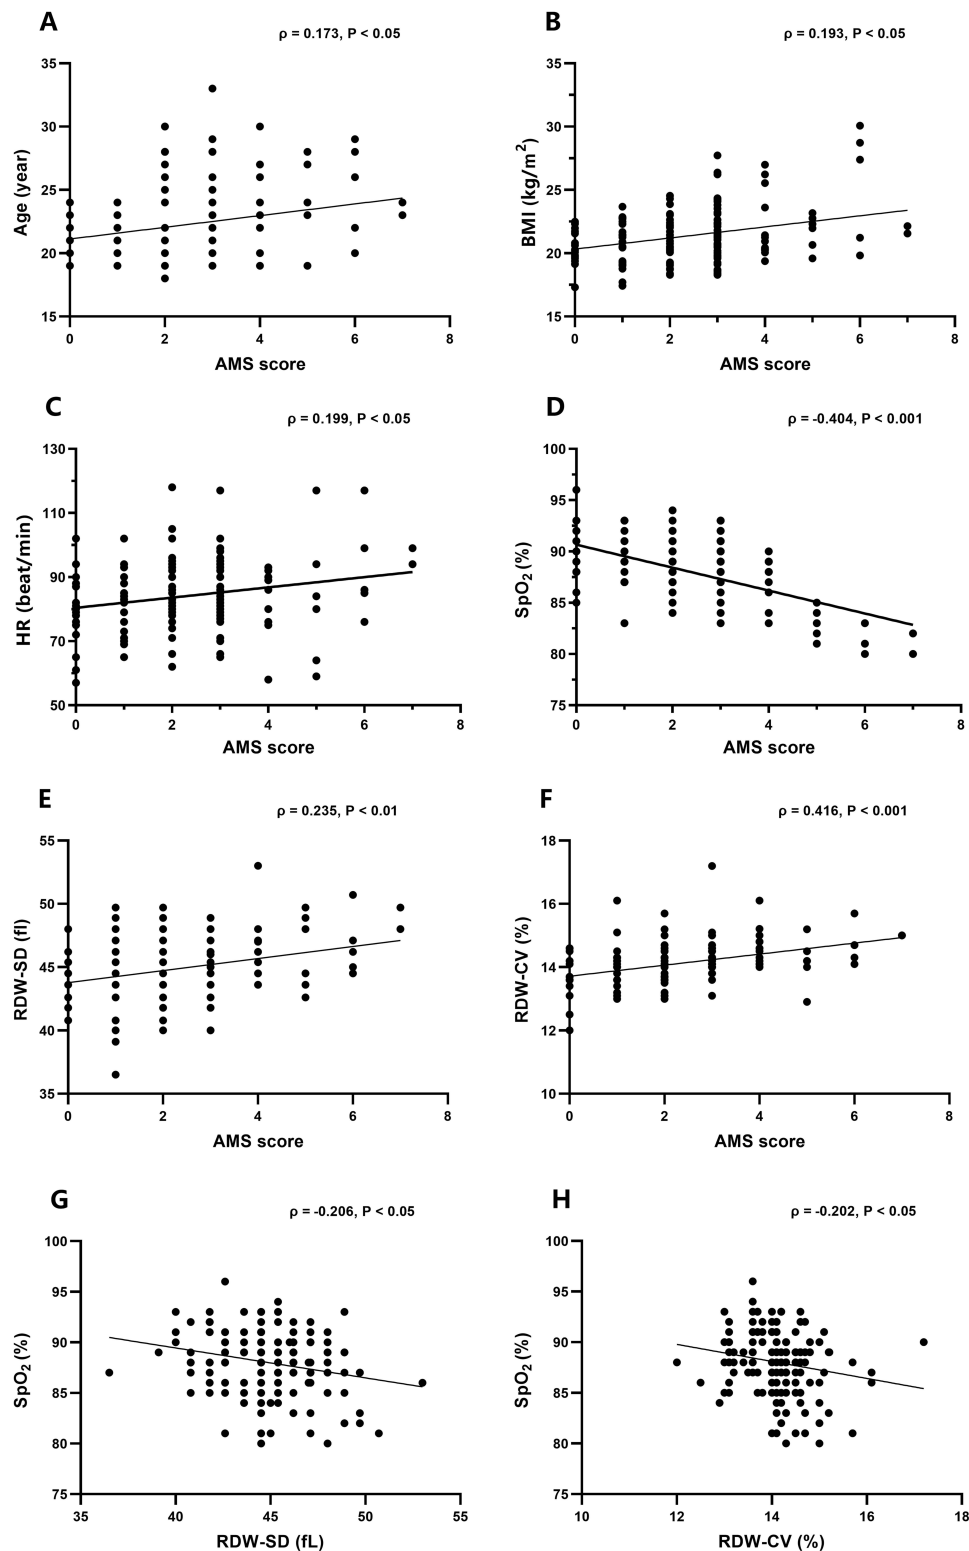 A
ρ = 0.173, P < 0.05
35
30
25
20
15
Age (year)
0 2 4 6 8
AMS score
B
ρ = 0.193, P < 0.05
35
30
25
20
15
BMI (kg/m²)
0 2 4 6 8
AMS score
C
ρ = 0.199, P < 0.05
130
110
90
70
50
HR (beat/min)
0 2 4 6 8
AMS score
D
ρ = -0.404, P < 0.001
100
95
90
85
80
75
SpO₂ (%)
0 2 4 6 8
AMS score
E
ρ = 0.235, P < 0.01
55
50
45
40
35
RDW-SD (fl)
0 2 4 6 8
AMS score
F
ρ = 0.416, P < 0.001
18
16
14
12
10
RDW-CV (%)
0 2 4 6 8
AMS score
G
ρ = -0.206, P < 0.05
100
95
90
85
80
75
SpO₂ (%)
35 40 45 50 55
RDW-SD (fL)
H
ρ = -0.202, P < 0.05
100
95
90
85
80
75
SpO₂ (%)
10 12 14 16 18
RDW-CV (%)